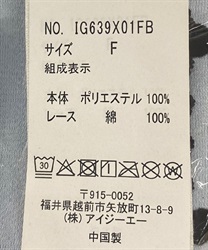 NO. IG639X01FB
サイズ F
組成表示
本体 ポリエステル 100%
レース 綿 100%
〒915-0052
福井県越前市矢放町13-8-9
(株) アイジーエー
中国製